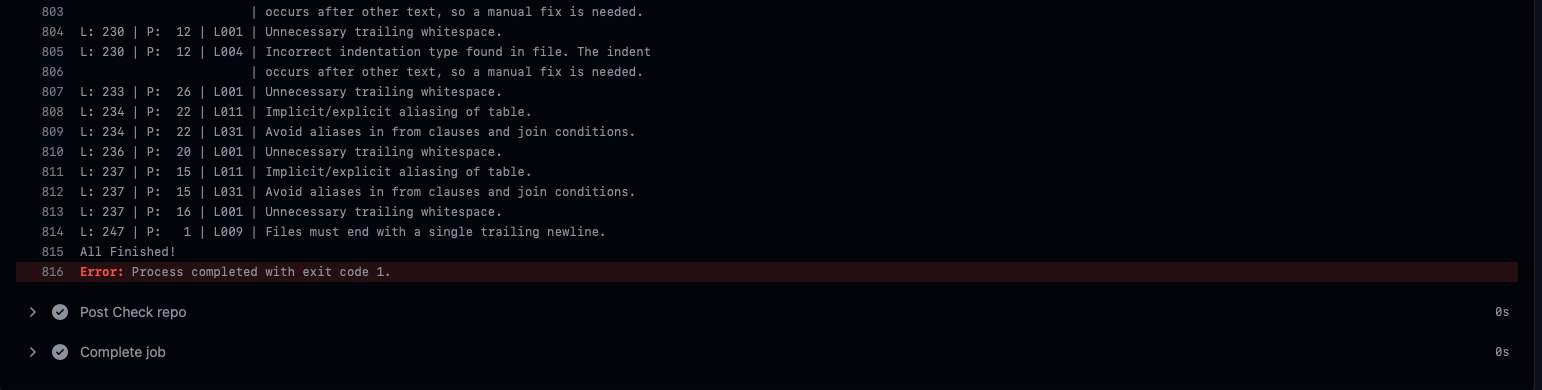 803                          | occurs after other text, so a manual fix is needed.
804  L: 230 | P:  12 | L001 | Unnecessary trailing whitespace.
805  L: 230 | P:  12 | L004 | Incorrect indentation type found in file. The indent
806                          | occurs after other text, so a manual fix is needed.
807  L: 233 | P:  26 | L001 | Unnecessary trailing whitespace.
808  L: 234 | P:  22 | L011 | Implicit/explicit aliasing of table.
809  L: 234 | P:  22 | L031 | Avoid aliases in from clauses and join conditions.
810  L: 236 | P:  20 | L001 | Unnecessary trailing whitespace.
811  L: 237 | P:  15 | L011 | Implicit/explicit aliasing of table.
812  L: 237 | P:  15 | L031 | Avoid aliases in from clauses and join conditions.
813  L: 237 | P:  16 | L001 | Unnecessary trailing whitespace.
814  L: 247 | P:   1 | L009 | Files must end with a single trailing newline.
815  All Finished!
816  Error: Process completed with exit code 1.
Post Check repo 0s
Complete job 0s